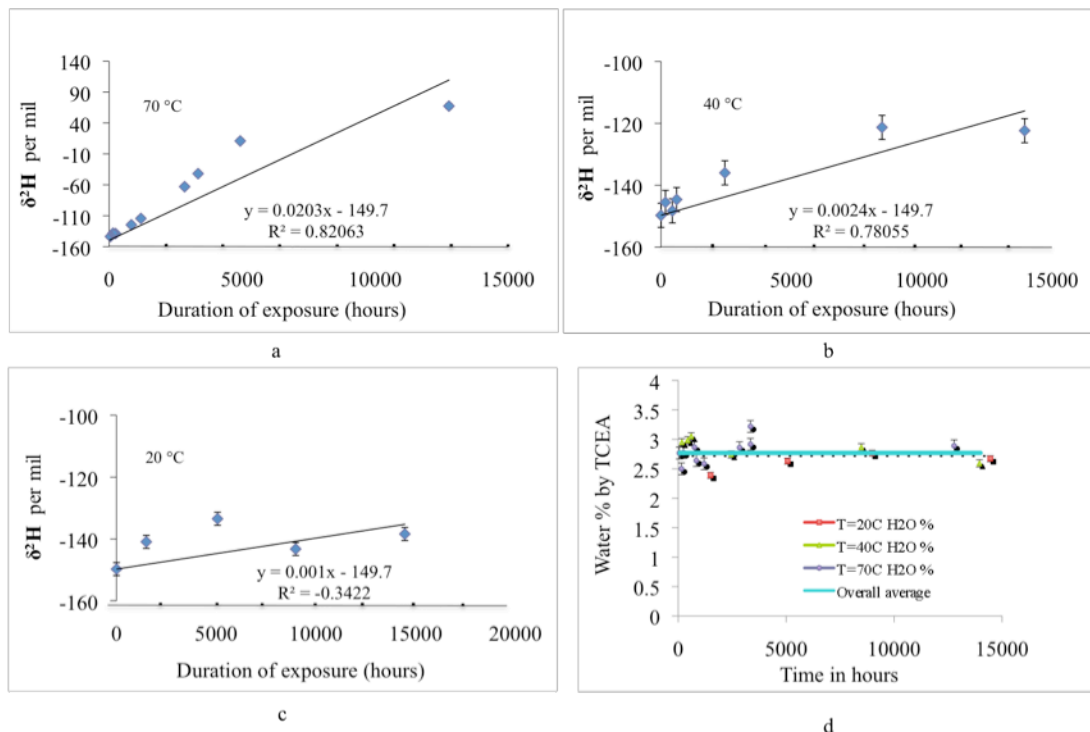 140
90
40
-10
-60
-110
-160
δ²H per mil
70 °C
y = 0.0203x - 149.7
R² = 0.82063
0 5000 10000 15000
Duration of exposure (hours)
a
-100
-120
-140
-160
δ²H per mil
40 °C
y = 0.0024x - 149.7
R² = 0.78055
0 5000 10000 15000
Duration of exposure (hours)
b
-100
-120
-140
-160
δ²H per mil
20 °C
y = 0.001x - 149.7
R² = -0.3422
0 5000 10000 15000 20000
Duration of exposure (hours)
c
4
3.5
3
2.5
2
1.5
1
0.5
0
Water % by TCEA
T=20C H2O %
T=40C H2O %
T=70C H2O %
Overall average
0 5000 10000 15000
Time in hours
d